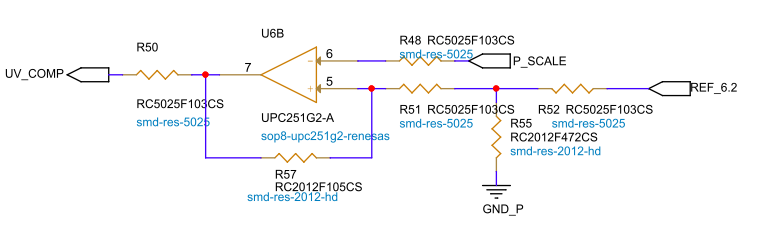 U6B
R50
R48 RC5025F103CS
smd-res-5025
6
P_SCALE
7
UV_COMP
5
REF_6.2
RC5025F103CS
smd-res-5025
UPC251G2-A
sop8-upc251g2-renesas
R51 RC5025F103CS
smd-res-5025
R52 RC5025F103CS
smd-res-5025
R55
RC2012F472CS
smd-res-2012-hd
R57
RC2012F105CS
smd-res-2012-hd
GND_P